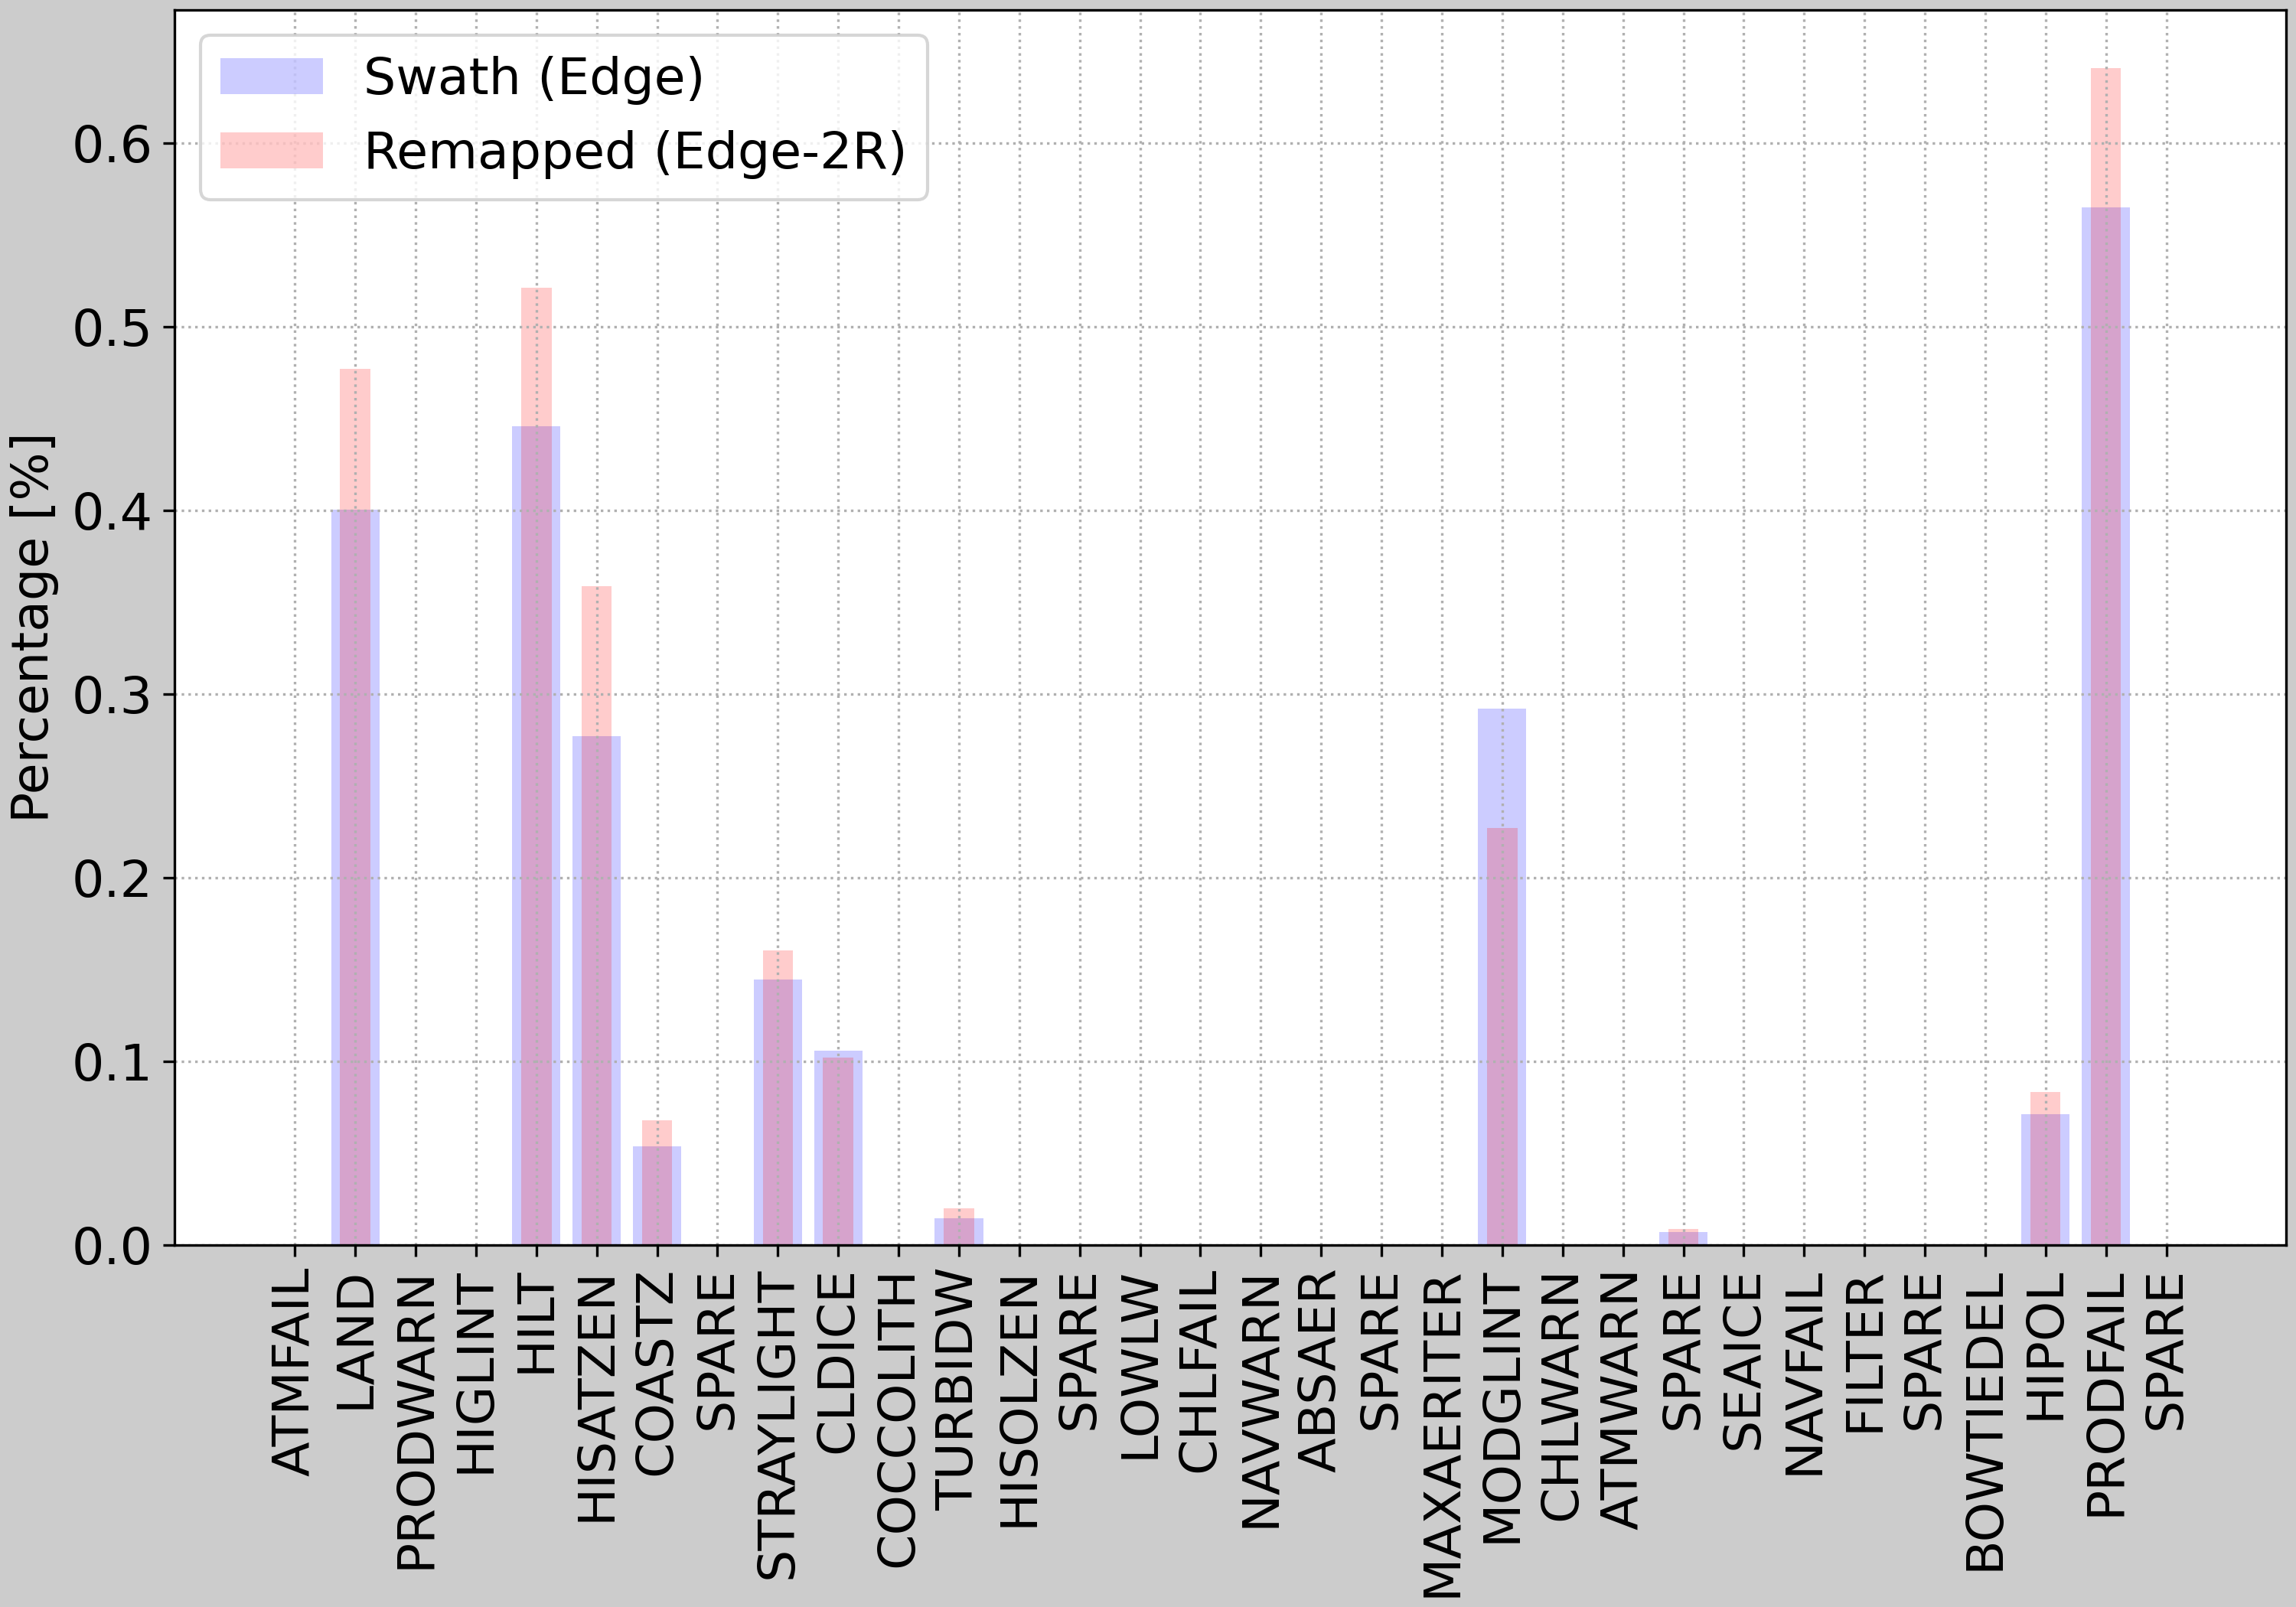 Swath (Edge)
Remapped (Edge-2R)
Percentage [%]
0.6
0.5
0.4
0.3
0.2
0.1
0.0
ATMFAIL
LAND
PRODWARN
HIGLINT
HILT
HISATZEN
COASTZ
SPARE
STRAYLIGHT
CLDICE
COCCOLITH
TURBIDW
HISOLZEN
SPARE
LOWLW
CHLFAIL
NAVWARN
ABSAER
SPARE
MAXAERITER
MODGLINT
CHLWARN
ATMWARN
SPARE
SEAICE
NAVFAIL
FILTER
SPARE
BOWTIEDEL
HIPOL
PRODFAIL
SPARE